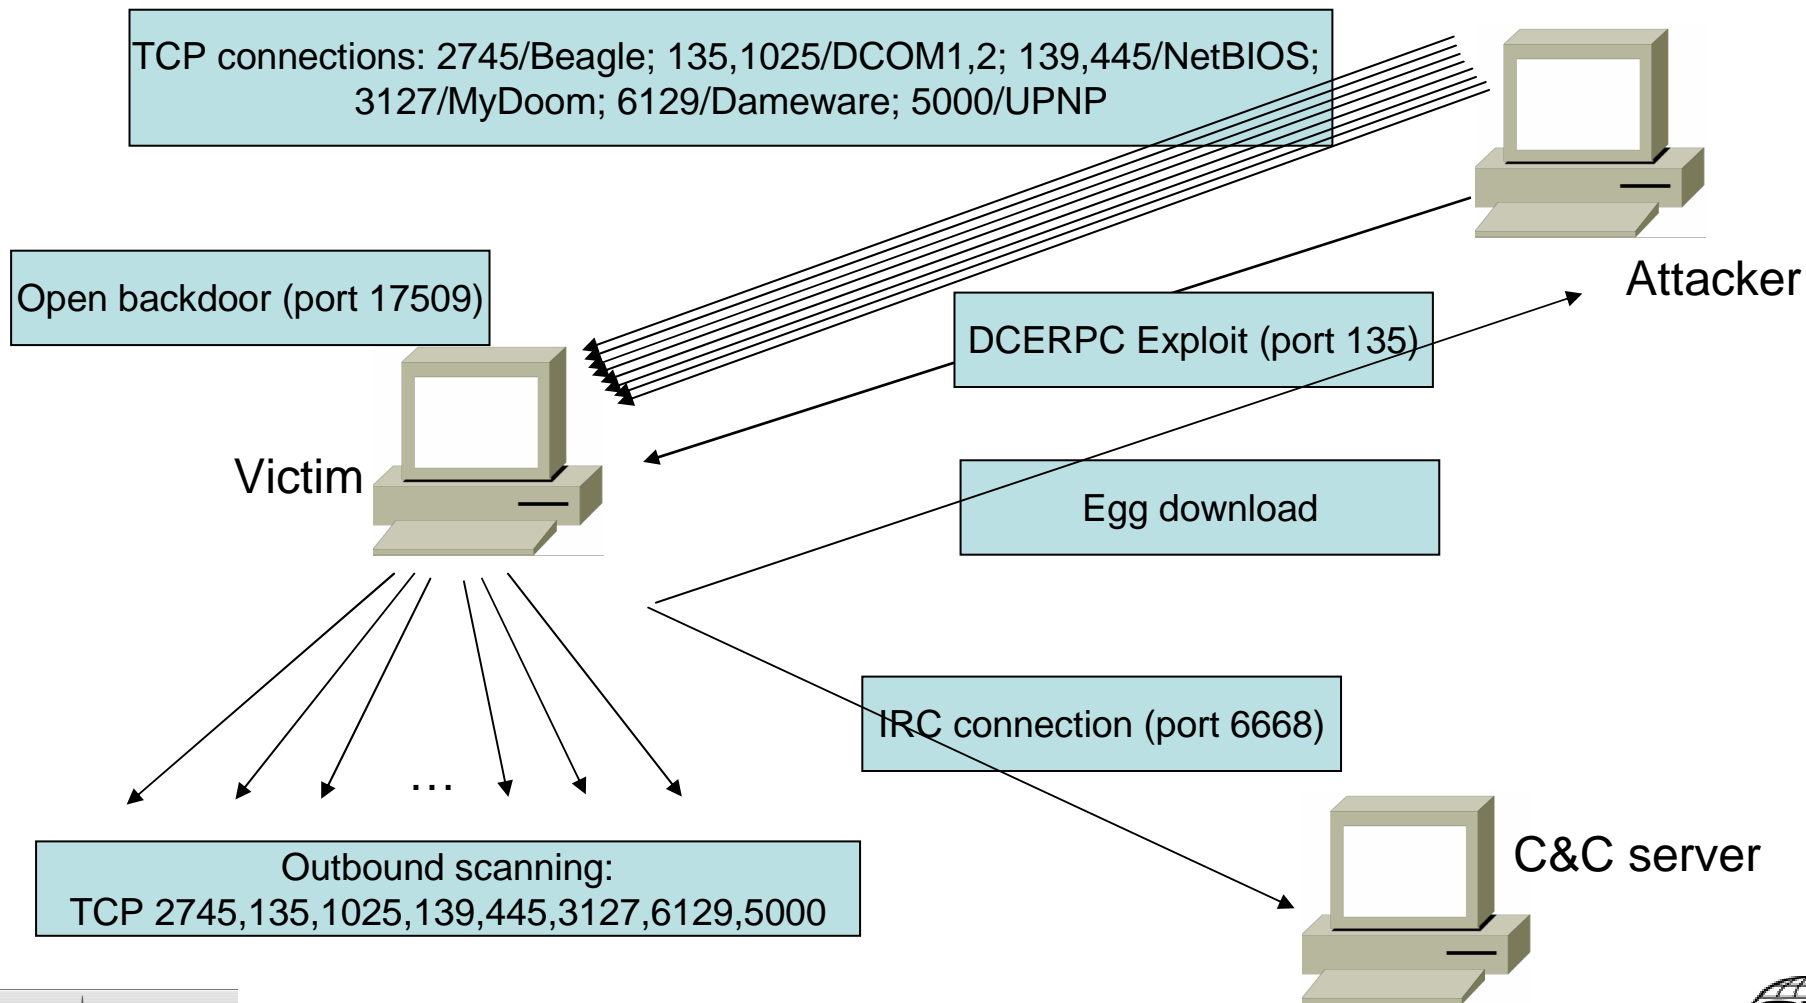 TCP connections: 2745/Beagle; 135,1025/DCOM1,2; 139,445/NetBIOS;
3127/MyDoom; 6129/Dameware; 5000/UPNP
Attacker
Open backdoor (port 17509)
DCERPC Exploit (port 135)
Victim
Egg download
IRC connection (port 6668)
…
C&C server
Outbound scanning:
TCP 2745,135,1025,139,445,3127,6129,5000